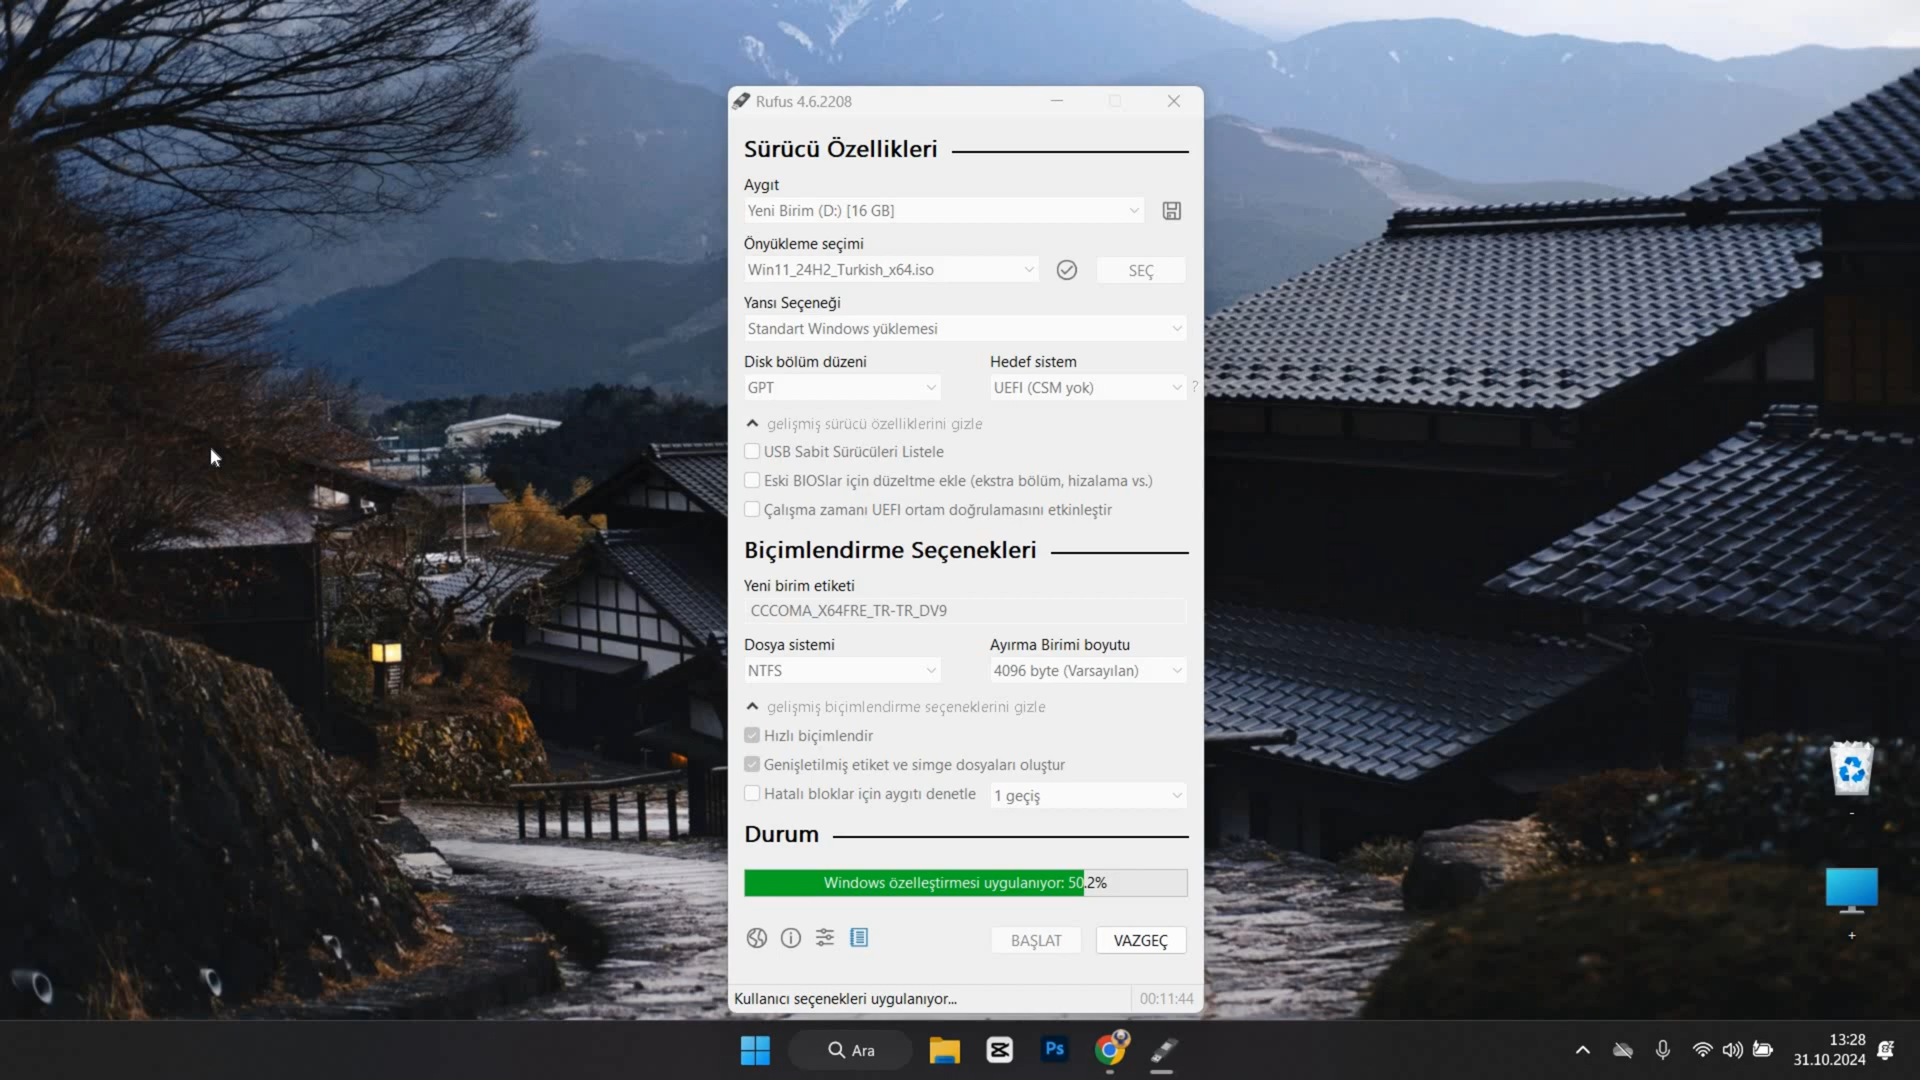 Rufus 4.6.2208
Sürücü Özellikleri
Aygıt
Yeni Birim (D:) [16 GB]
Önyükleme seçimi
Win11_24H2_Turkish_x64.iso
SEÇ
Yansı Seçeneği
Standart Windows yüklemesi
Disk bölüm düzeni
Hedef sistem
GPT
UEFI (CSM yok)
?
gelişmiş sürücü özelliklerini gizle
USB Sabit Sürücüleri Listele
Eski BIOSlar için düzeltme ekle (ekstra bölüm, hizalama vs.)
Çalışma zamanı UEFI ortam doğrulamasını etkinleştir
Biçimlendirme Seçenekleri
Yeni birim etiketi
CCCOMA_X64FRE_TR-TR_DV9
Dosya sistemi
Ayırma Birimi boyutu
NTFS
4096 byte (Varsayılan)
gelişmiş biçimlendirme seçeneklerini gizle
Hızlı biçimlendir
Genişletilmiş etiket ve simge dosyaları oluştur
Hatalı bloklar için aygıtı denetle
1 geçiş
Durum
Windows özelleştirmesi uygulanıyor: 50.2%
BAŞLAT
VAZGEÇ
Kullanıcı seçenekleri uygulanıyor...
00:11:44
-
+
Ara
Ps
13:28
31.10.2024